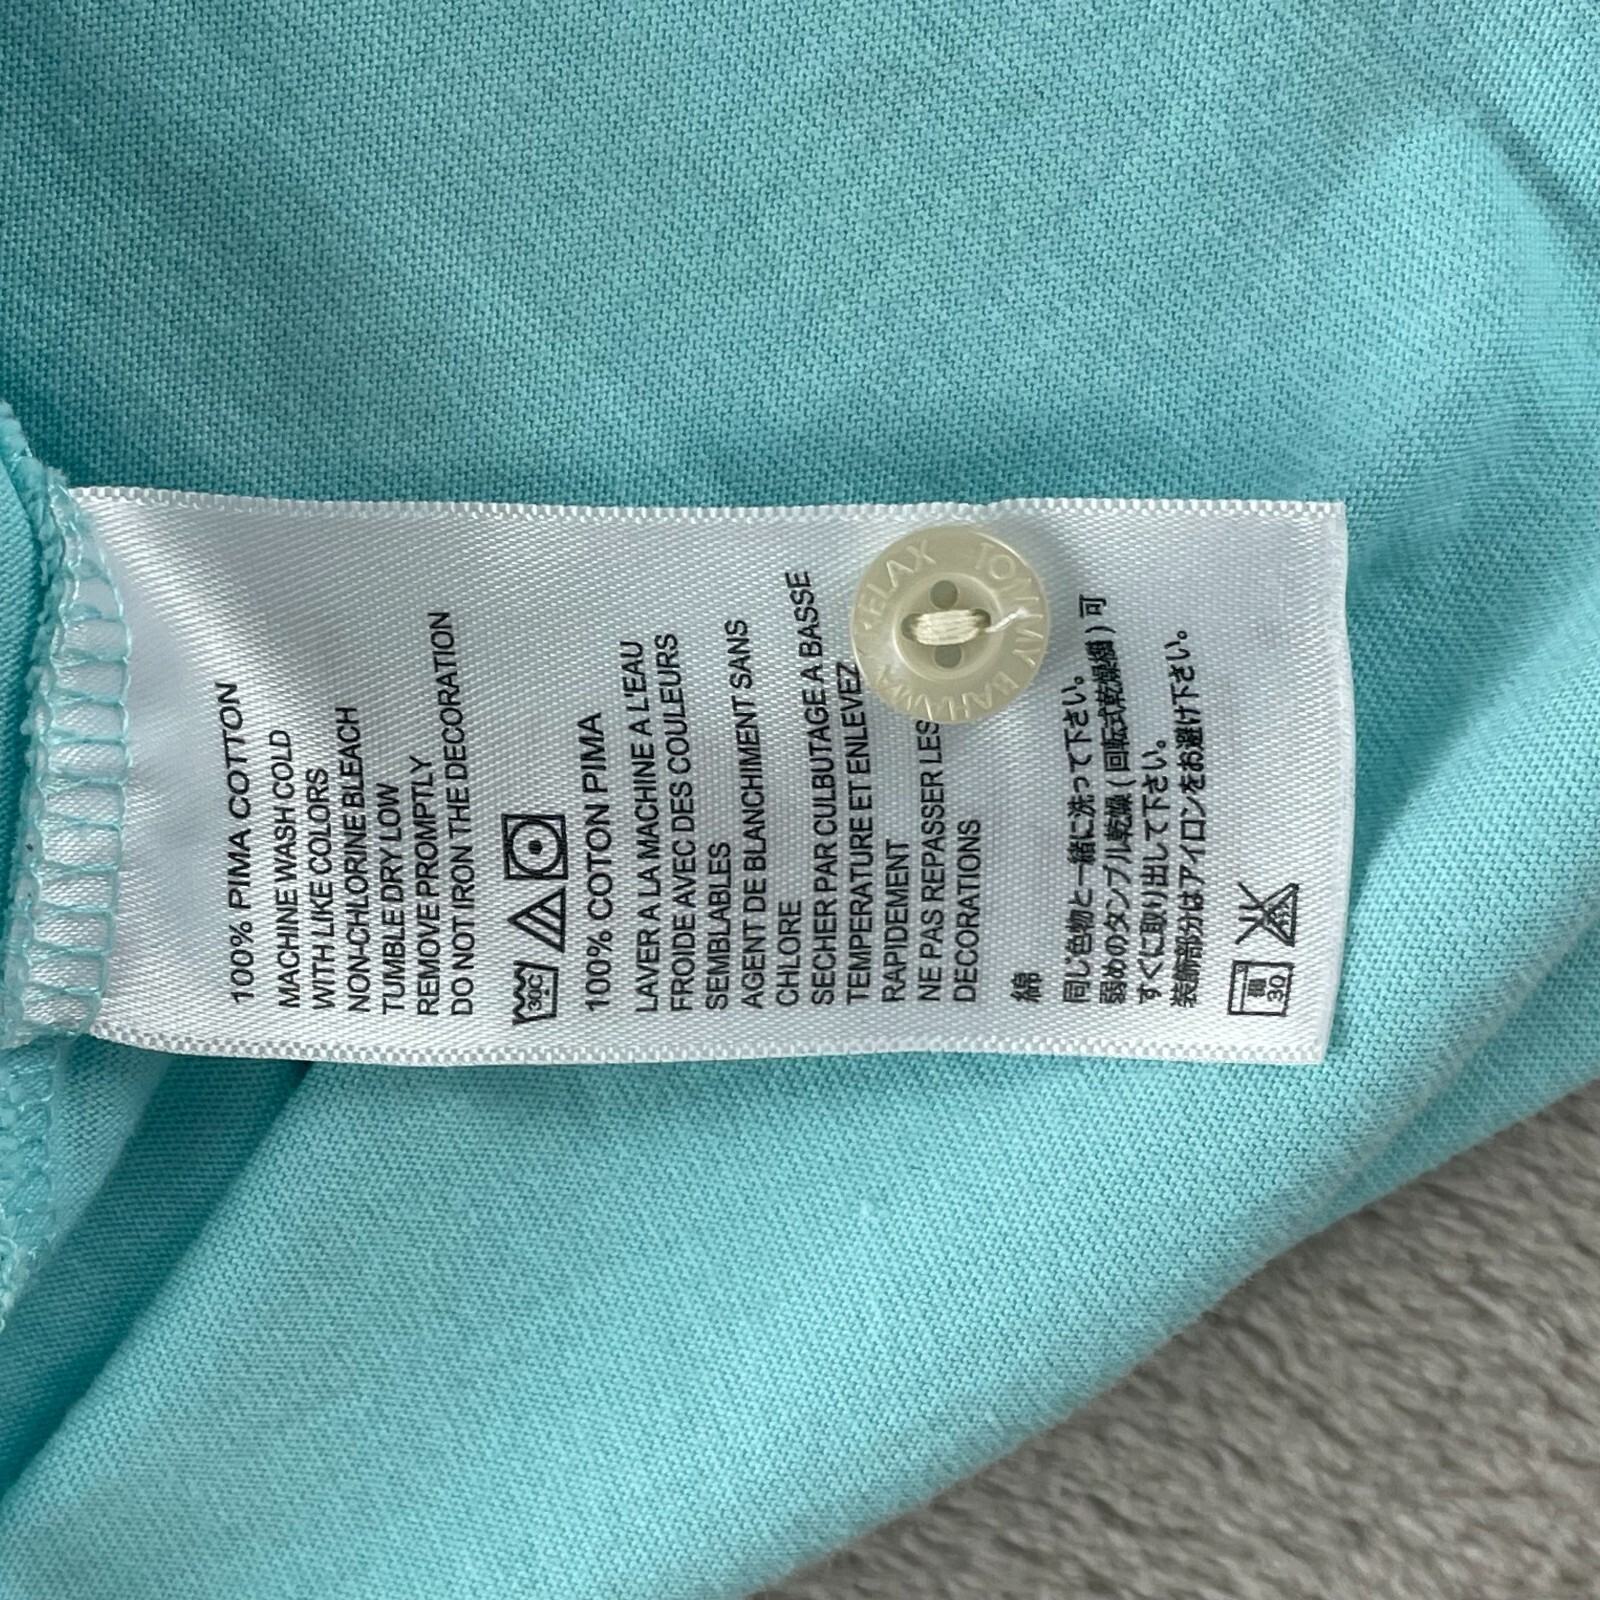 100% PIMA COTTON
MACHINE WASH COLD
WITH LIKE COLORS
NON-CHLORINE BLEACH
TUMBLE DRY LOW
REMOVE PROMPTLY
DO NOT IRON THE DECORATION
30C
100% COTON PIMA
LAVER A LA MACHINE A L'EAU
FROIDE AVEC DES COULEURS
SEMBLABLES
AGENT DE BLANCHIMENT SANS
CHLORE
SECHER PAR CULBUTAGE A BASSE
TEMPERATURE ET ENLEVEZ
RAPIDEMENT
NE PAS REPASSER LES
DECORATIONS
RELAX TOMMY BAHAMA
綿
同じ色物と一緒に洗って下さい。
弱めのタンブル乾燥(回転式乾燥機)可
すぐに取り出して下さい。
装飾部分はアイロンをお避け下さい。
30